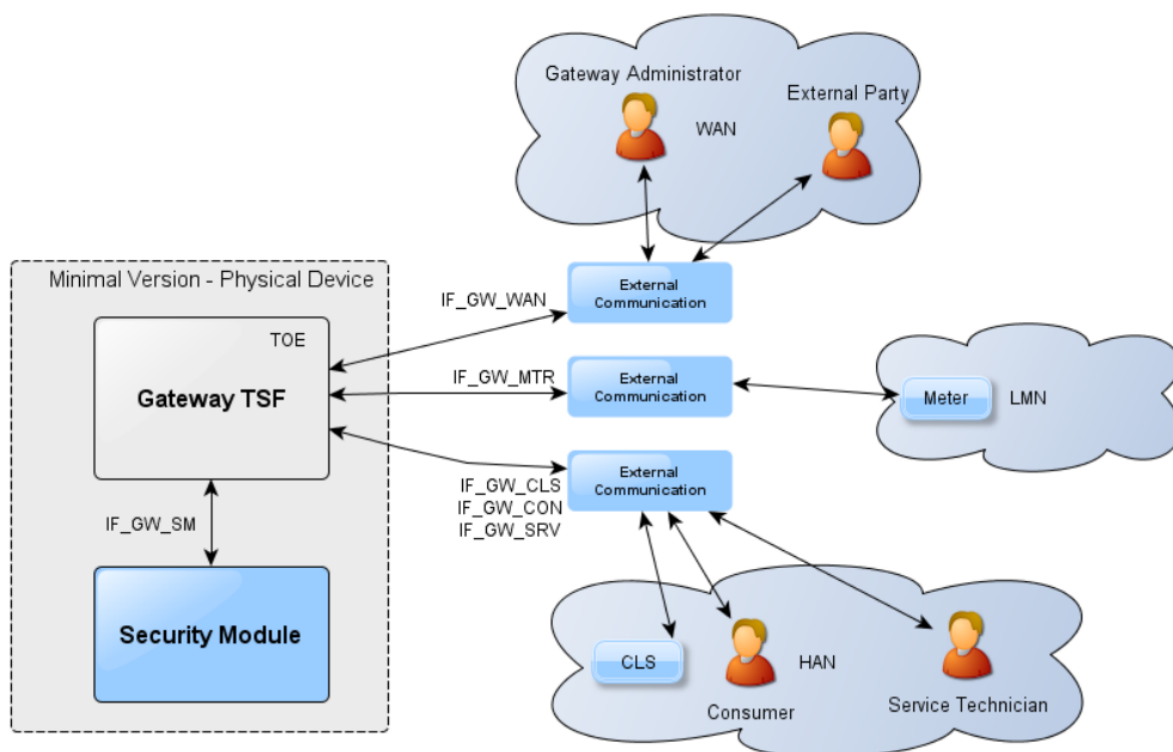 Gateway Administrator
External Party
WAN
Minimal Version - Physical Device
TOE
Gateway TSF
IF_GW_SM
Security Module
IF_GW_WAN
External
Communication
IF_GW_MTR
External
Communication
Meter
LMN
External
Communication
IF_GW_CLS
IF_GW_CON
IF_GW_SRV
CLS
HAN
Consumer
Service Technician